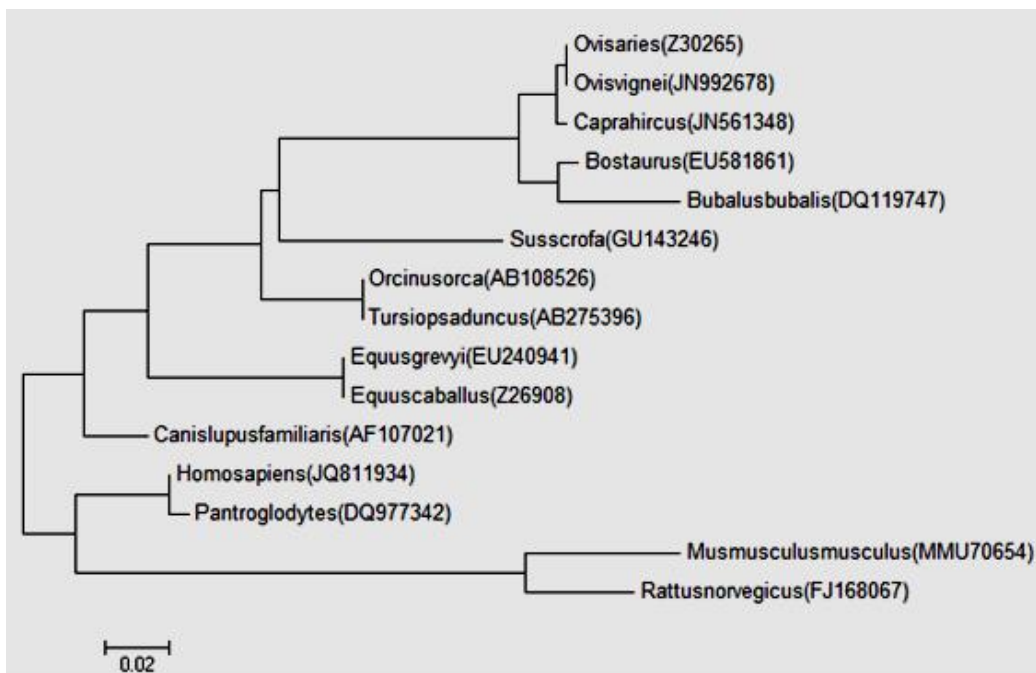 Ovisaries(Z30265)
Ovisvignei(JN992678)
Caprahircus(JN561348)
Bostaurus(EU581861)
Bubalusbubalis(DQ119747)
Susscrofa(GU143246)
Orcinusorca(AB108526)
Tursiopsaduncus(AB275396)
Equusgrevyi(EU240941)
Equuscaballus(Z26908)
Canislupusfamiliaris(AF107021)
Homosapiens(JQ811934)
Pantroglodytes(DQ977342)
Musmusculusmusculus(MMU70654)
Rattusnorvegicus(FJ168067)
0.02